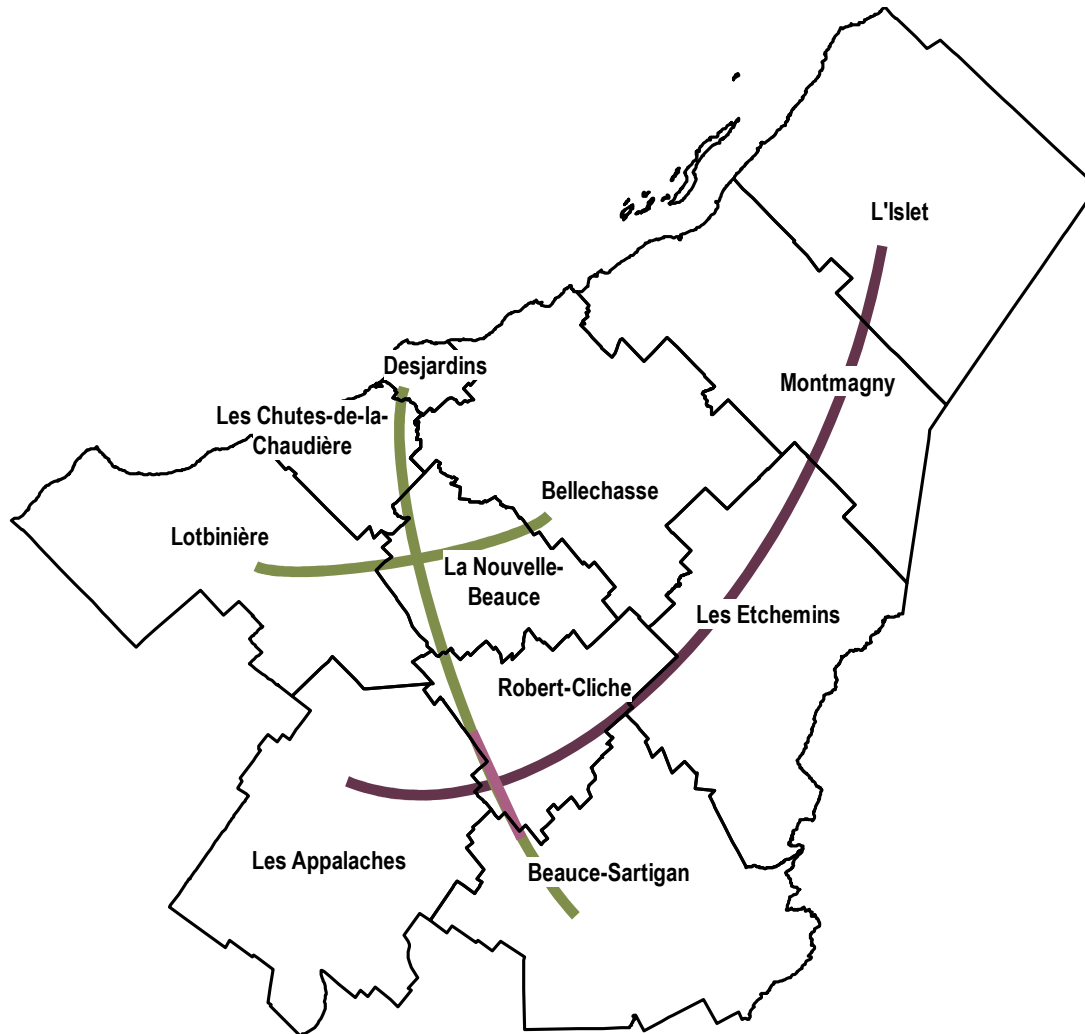 L'Islet
Desjardins
Montmagny
Les Chutes-de-la-
Chaudière
Bellechasse
Lotbinière
La Nouvelle-
Beauce
Les Etchemins
Robert-Cliche
Les Appalaches
Beauce-Sartigan